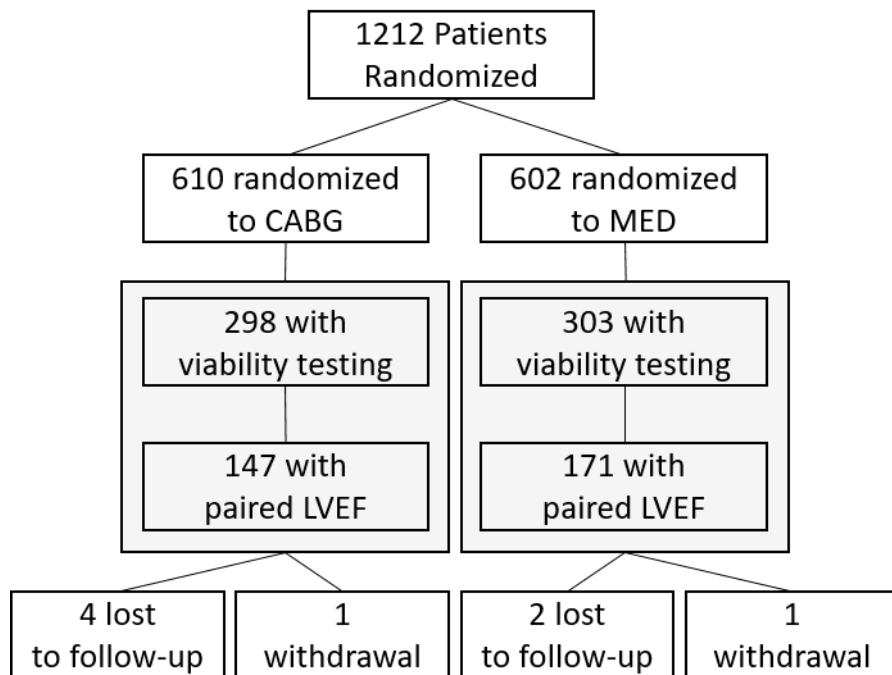 1212 Patients
Randomized
610 randomized
to CABG
602 randomized
to MED
298 with
viability testing
303 with
viability testing
147 with
paired LVEF
171 with
paired LVEF
4 lost
to follow-up
1
withdrawal
2 lost
to follow-up
1
withdrawal